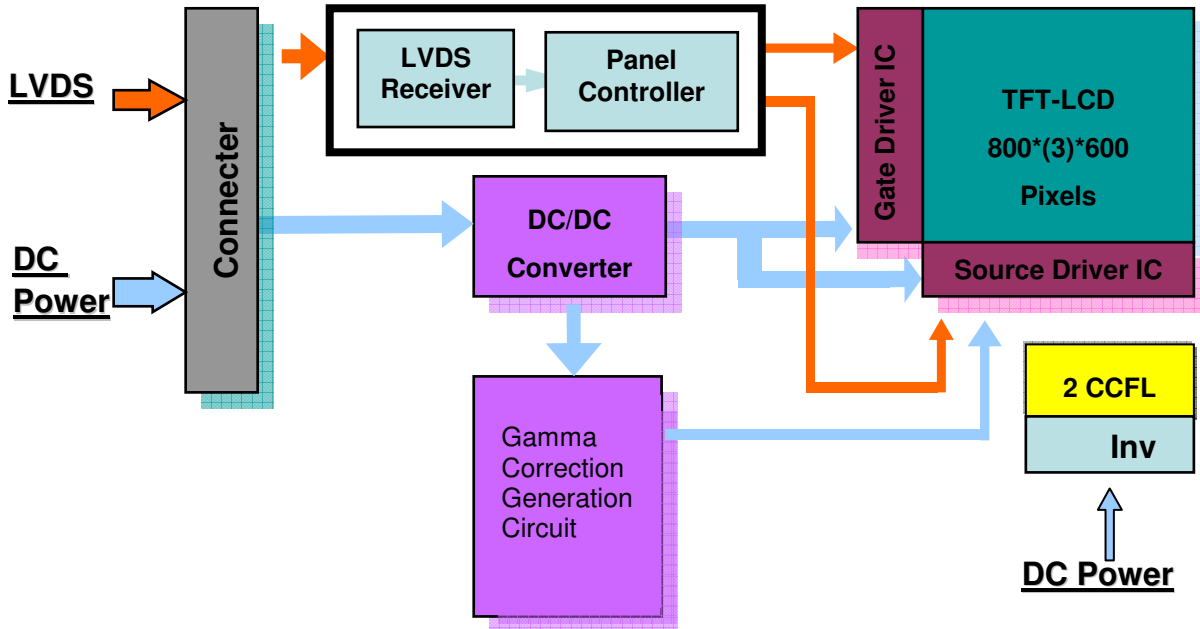 LVDS
DC
Power
Connecter
LVDS
Receiver
Panel
Controller
DC/DC
Converter
Gamma
Correction
Generation
Circuit
Gate Driver IC
TFT-LCD
800*(3)*600
Pixels
Source Driver IC
2 CCFL
Inv
DC Power